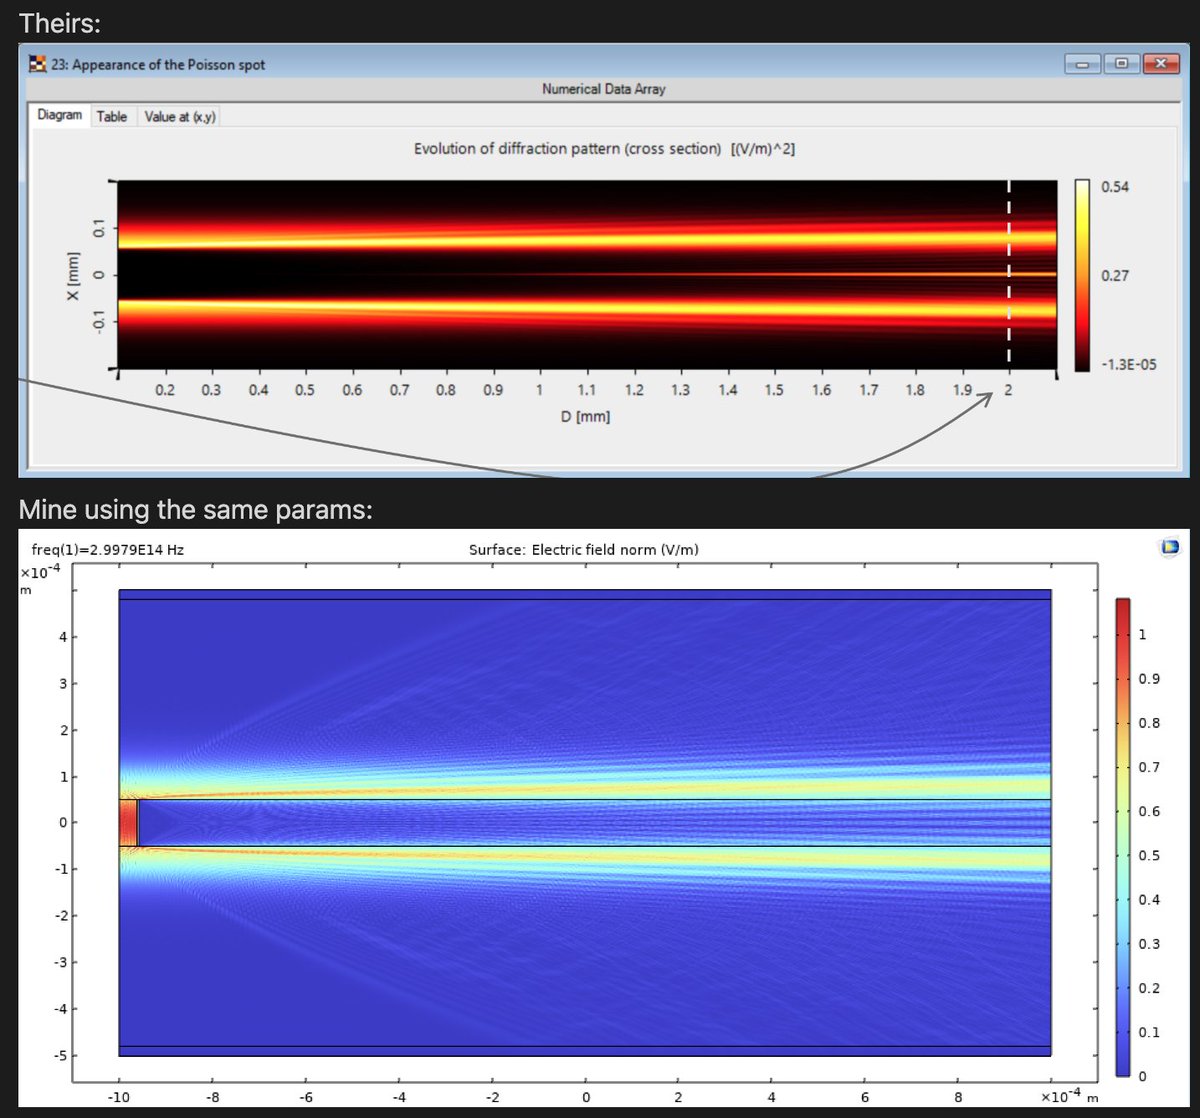 Theirs:
23: Appearance of the Poisson spot
Numerical Data Array
Diagram Table Value at (x,y)
Evolution of diffraction pattern (cross section) [(V/m)^2]
0.54
0.1
0
-0.1
X [mm]
0.27
-1.3E-05
0.2 0.3 0.4 0.5 0.6 0.7 0.8 0.9 1 1.1 1.2 1.3 1.4 1.5 1.6 1.7 1.8 1.9 2
D [mm]
Mine using the same params:
freq(1)=2.9979E14 Hz Surface: Electric field norm (V/m)
×10⁻⁴
m
4
3
2
1
0
-1
-2
-3
-4
-5
1
0.9
0.8
0.7
0.6
0.5
0.4
0.3
0.2
0.1
0
-10 -8 -6 -4 -2 0 2 4 6 8 ×10⁻⁴ m